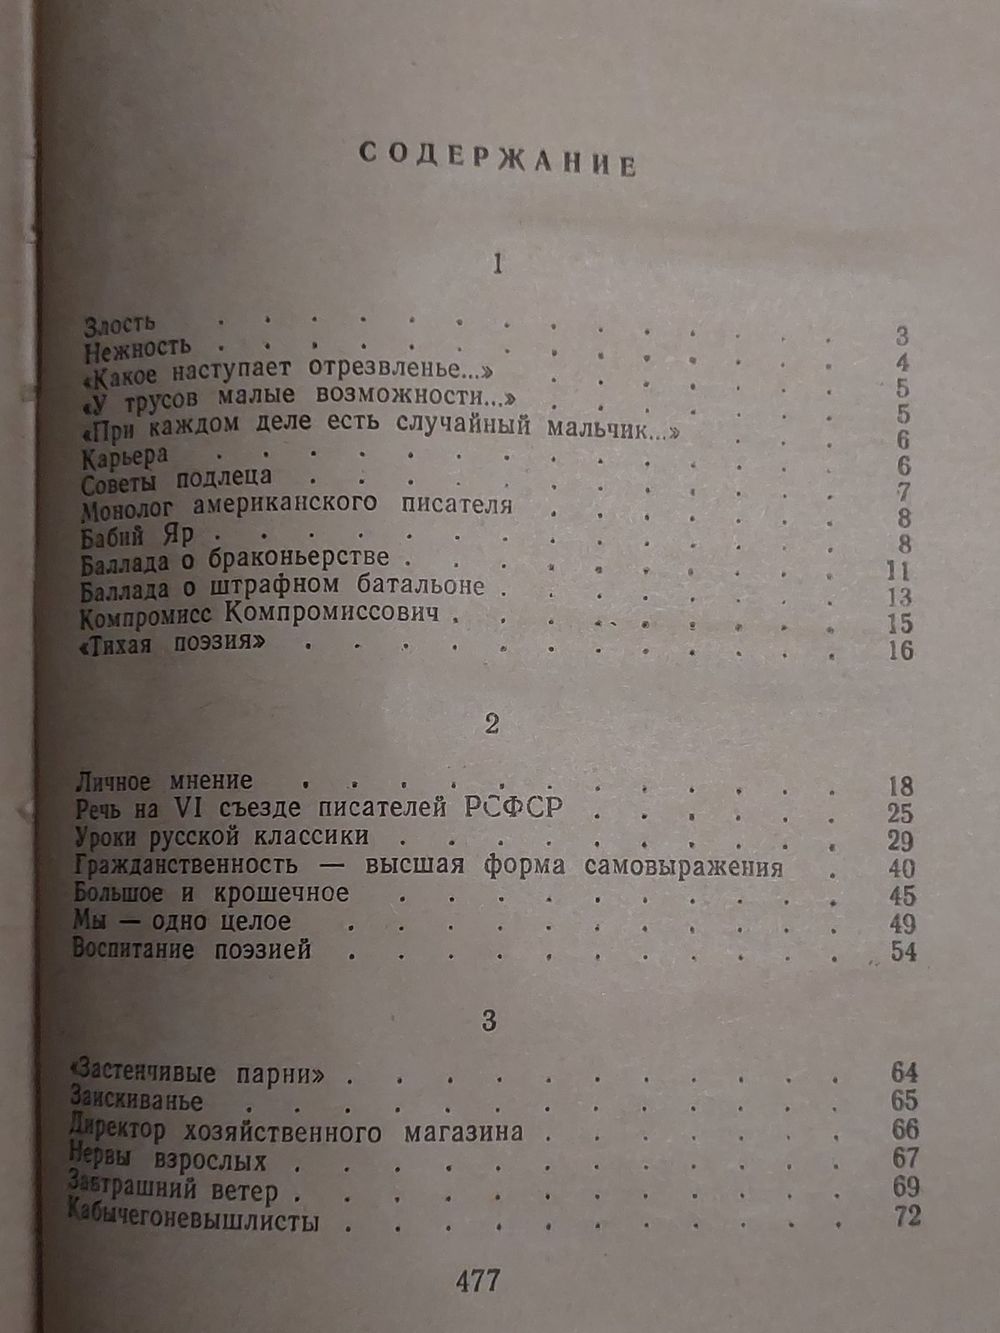 СОДЕРЖАНИЕ
1
Злость . . . . . . . . . . . . . 3
Нежность . . . . . . . . . . . . . 4
«Какое наступает отрезвленье...» . . . . . . 5
«У трусов малые возможности...» . . . . . . 5
«При каждом деле есть случайный мальчик...» . . . 6
Карьера . . . . . . . . . . . . . 6
Советы подлеца . . . . . . . . . . . 7
Монолог американского писателя . . . . . . 8
Бабий Яр . . . . . . . . . . . . . 8
Баллада о браконьерстве . . . . . . . . . 11
Баллада о штрафном батальоне . . . . . . . 13
Компромисс Компромиссович . . . . . . . . 15
«Тихая поэзия» . . . . . . . . . . . 16
2
Личное мнение . . . . . . . . . . . 18
Речь на VI съезде писателей РСФСР . . . . . 25
Уроки русской классики . . . . . . . . . 29
Гражданственность — высшая форма самовыражения . 40
Большое и крошечное . . . . . . . . . 45
Мы — одно целое . . . . . . . . . . 49
Воспитание поэзией . . . . . . . . . . 54
3
«Застенчивые парни» . . . . . . . . . . 64
Заискиванье . . . . . . . . . . . . 65
Директор хозяйственного магазина . . . . . . 66
Нервы взрослых . . . . . . . . . . . 67
Завтрашний ветер . . . . . . . . . . . 69
Кабычегоневышлисты . . . . . . . . . . 72
477